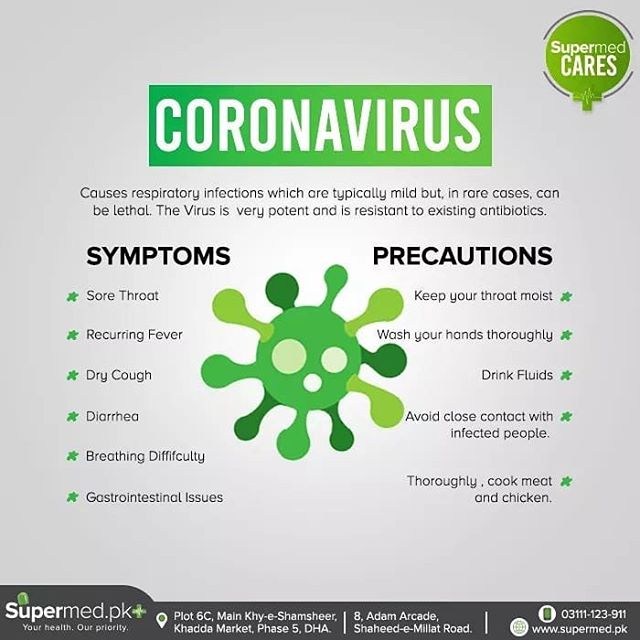 Supermed
CARES
CORONAVIRUS
Causes respiratory infections which are typically mild but, in rare cases, can
be lethal. The Virus is very potent and is resistant to existing antibiotics.
SYMPTOMS
Sore Throat
Recurring Fever
Dry Cough
Diarrhea
Breathing Diffifculty
Gastrointestinal Issues
PRECAUTIONS
Keep your throat moist
Wash your hands thoroughly
Drink Fluids
Avoid close contact with
infected people.
Thoroughly , cook meat
and chicken.
Supermed.pk
Your health. Our priority.
Plot 6C, Main Khy-e-Shamsheer,
Khadda Market, Phase 5, DHA.
8, Adam Arcade,
Shaheed-e-Millat Road.
03111-123-911
www.supermed.pk